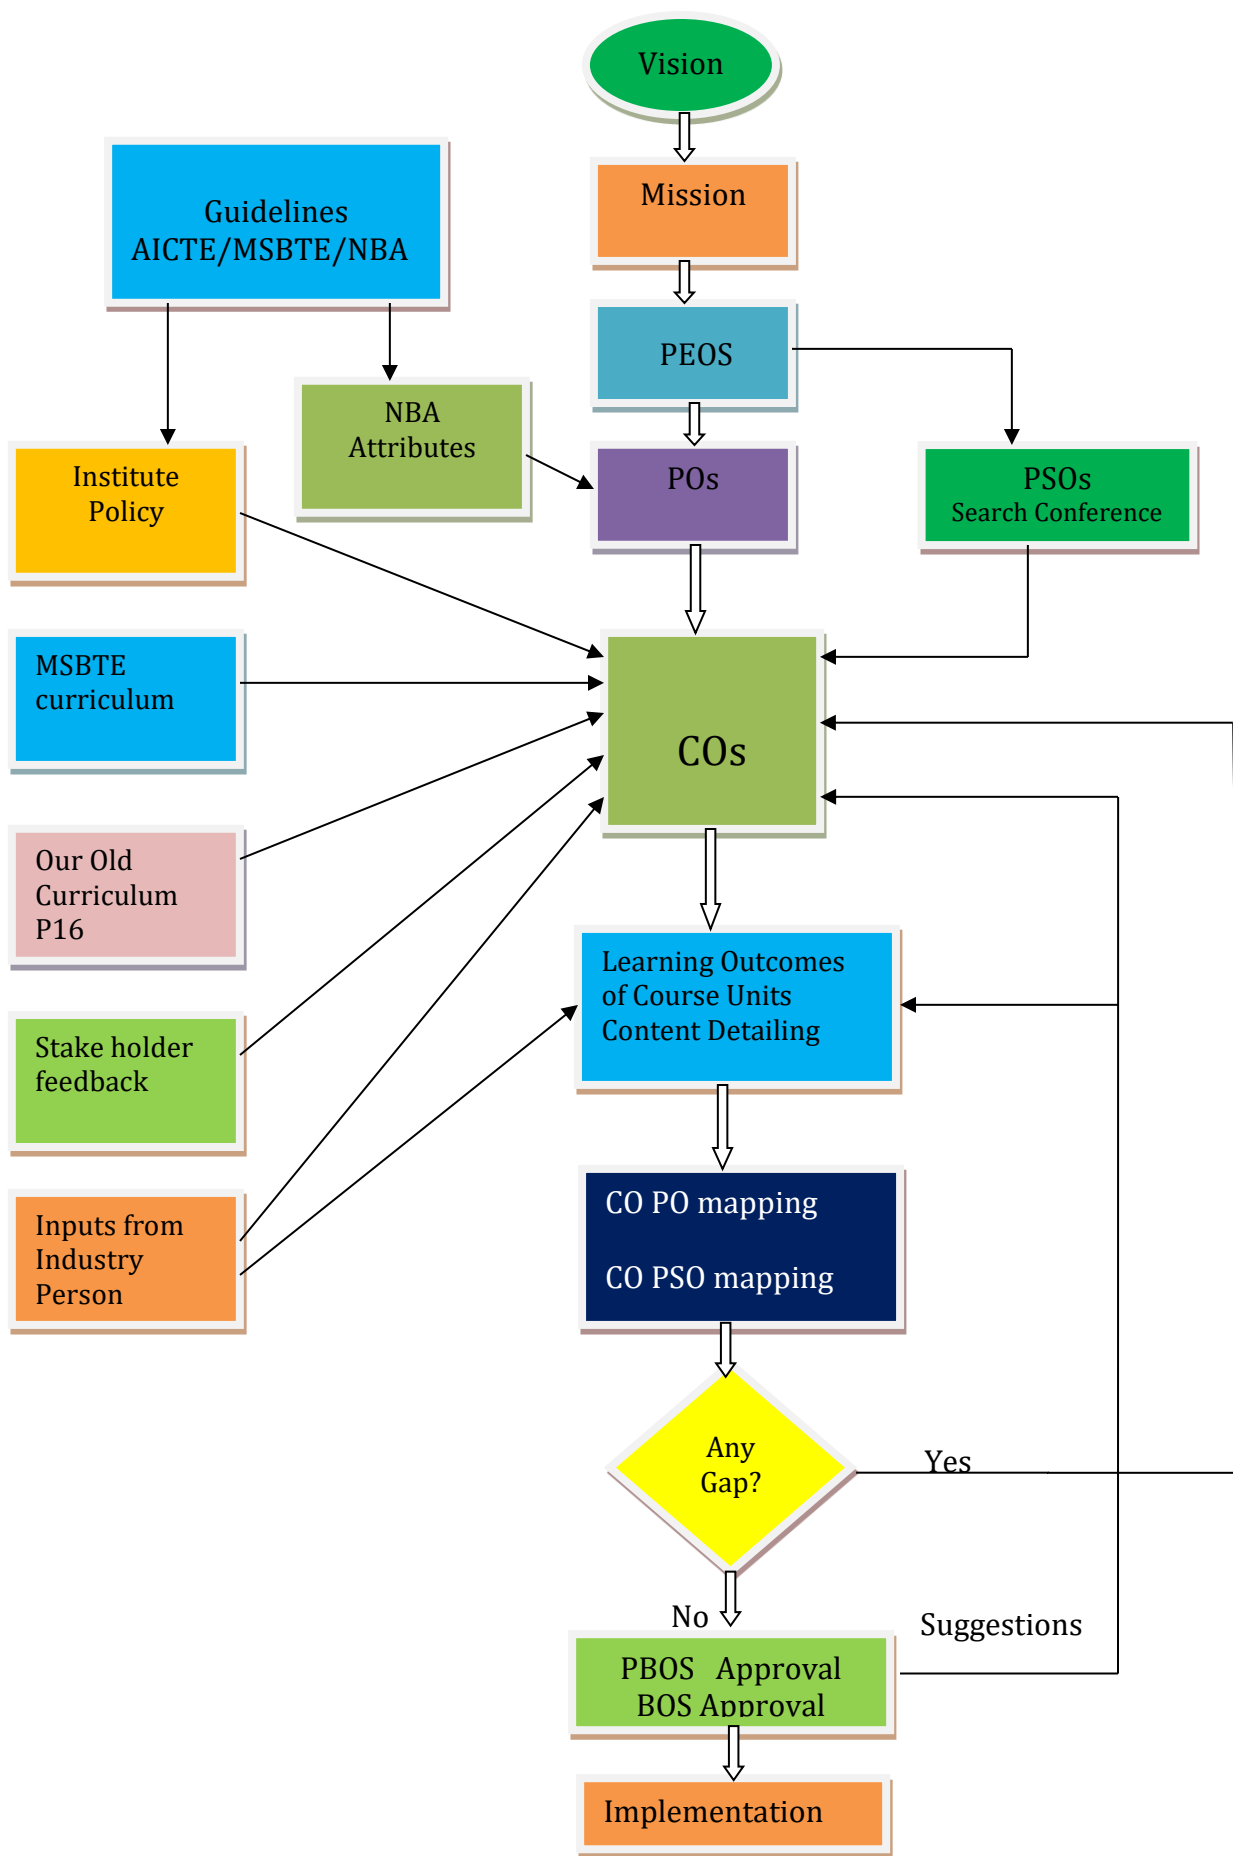 Vision
Mission
Guidelines
AICTE/MSBTE/NBA
PEOS
NBA
Attributes
POs
PSOs
Search Conference
Institute
Policy
MSBTE
curriculum
COs
Our Old
Curriculum
P16
Learning Outcomes
of Course Units
Content Detailing
Stake holder
feedback
CO PO mapping
CO PSO mapping
Inputs from
Industry
Person
Any
Gap?
Yes
No
Suggestions
PBOS Approval
BOS Approval
Implementation